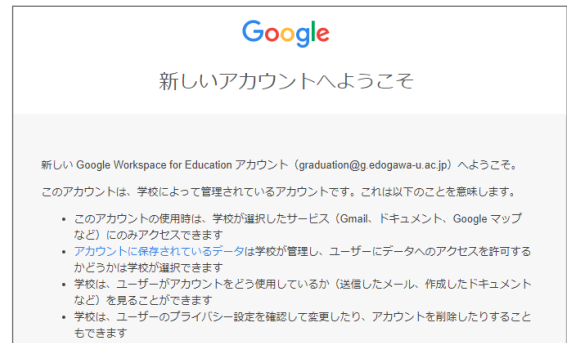 Google
新しいアカウントへようこそ
新しい Google Workspace for Education アカウント（graduation@g.edogawa-u.ac.jp）へようこそ。
このアカウントは、学校によって管理されているアカウントです。これは以下のことを意味します。
• このアカウントの使用時は、学校が選択したサービス（Gmail、ドキュメント、Google マップ
など）にのみアクセスできます
• アカウントに保存されているデータは学校が管理し、ユーザーにデータへのアクセスを許可する
かどうかは学校が選択できます
• 学校は、ユーザーがアカウントをどう使用しているか（送信したメール、作成したドキュメント
など）を見ることができます
• 学校は、ユーザーのプライバシー設定を確認して変更したり、アカウントを削除したりすること
もできます